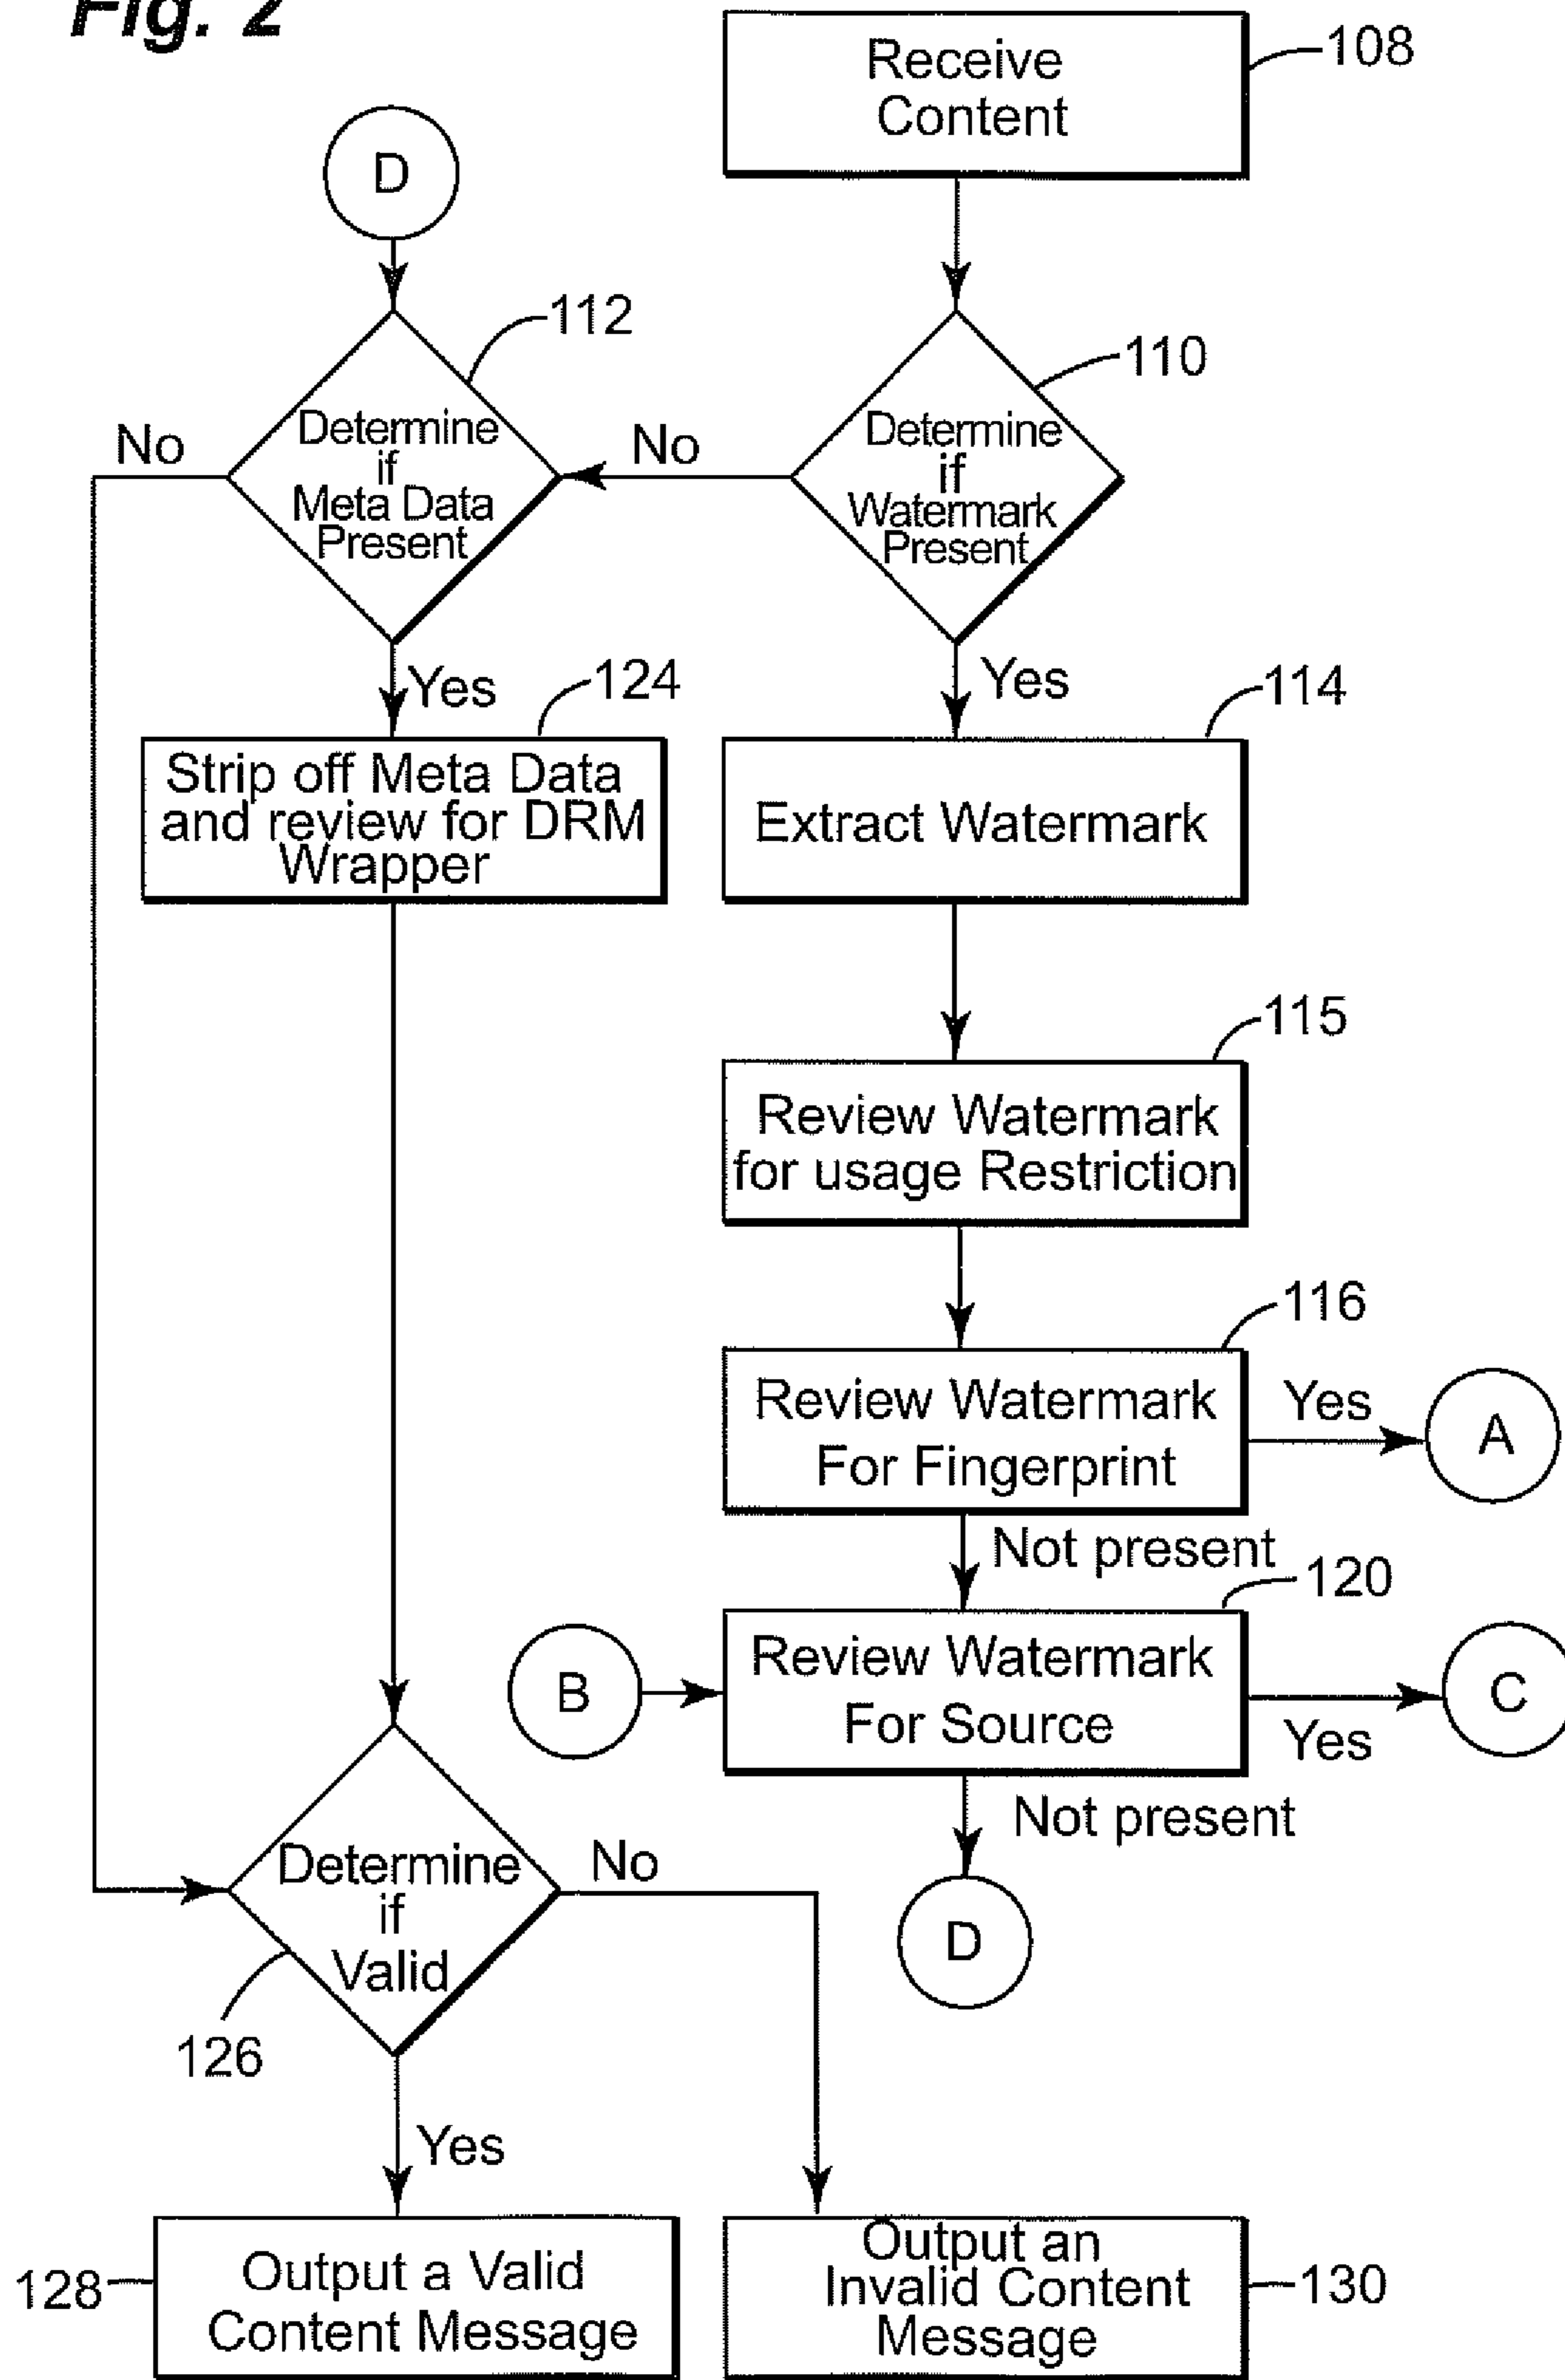 Fig. 2
Receive
Content
108
D
112
110
Determine
if
Meta Data
Present
No
No
Determine
if
Watermark
Present
Yes
124
Yes
114
Strip off Meta Data
and review for DRM
Wrapper
Extract Watermark
115
Review Watermark
for usage Restriction
116
Review Watermark
For Fingerprint
Yes
A
Not present
120
B
Review Watermark
For Source
Yes
C
Not present
D
Determine
if
Valid
No
126
Yes
128
Output a Valid
Content Message
Output an
Invalid Content
Message
130